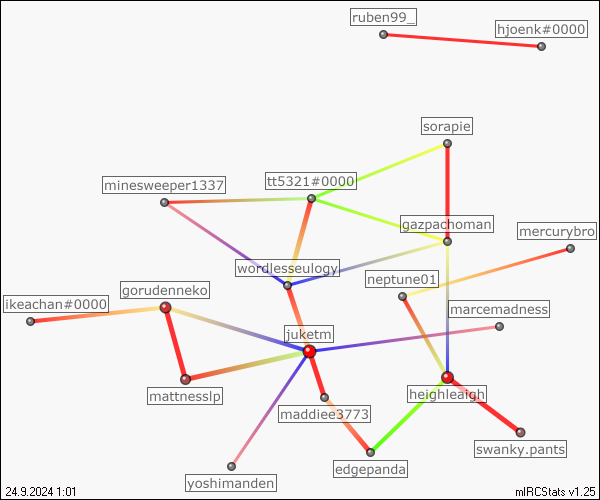 ruben99_
hjoenk#0000
sorapie
tt5321#0000
minesweeper1337
gazpachoman
mercurybro
wordlesseulogy
neptune01
gorudenneko
ikeachan#0000
marcemadness
juketm
mattnesslp
heighleaigh
maddiee3773
swanky.pants
edgepanda
yoshimanden
24.9.2024 1:01
mIRCStats v1.25